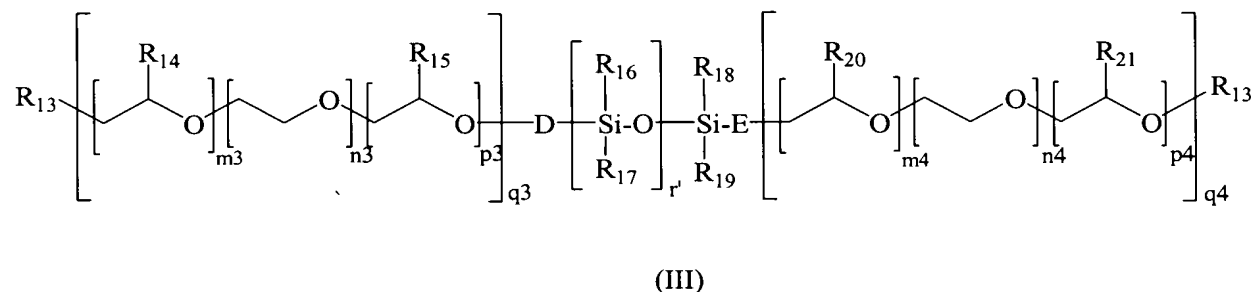 R14 R15 R16 R18 R20 R21
R13 O O O D Si-O Si-E O O O R13
m3 n3 p3 R17 R19 m4 n4 p4
q3 r' q4
(III)